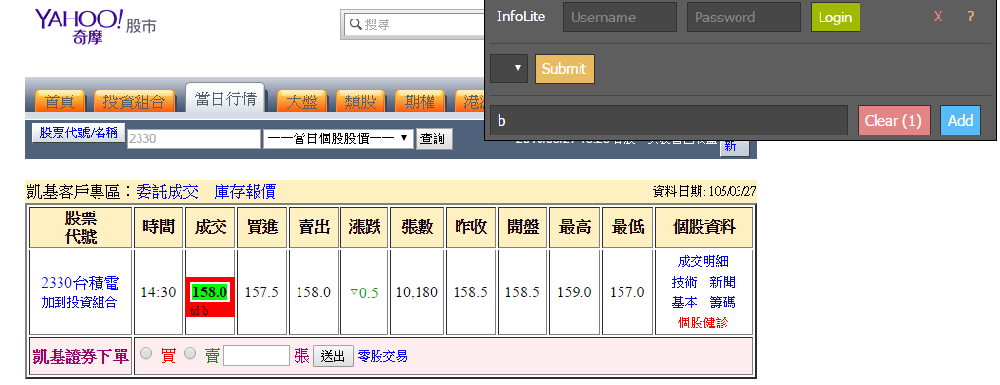 YAHOO! 股市
奇摩
搜尋
InfoLite Username Password Login X ?
Submit
b Clear (1) Add
首頁 投資組合 當日行情 大盤 類股 期權
股票代號/名稱 2330 一一當日個股股價一一 查詢
凱基客戶專區：委託成交 庫存報價 資料日期: 105/03/27
股票代號 時間 成交 買進 賣出 漲跌 張數 昨收 開盤 最高 最低 個股資料
2330台積電 14:30 158.0 157.5 158.0 ▽0.5 10,180 158.5 158.5 159.0 157.0 成交明細
加到投資組合 td b 技術 新聞
基本 籌碼
個股健診
凱基證券下單 買 賣 張 送出 零股交易